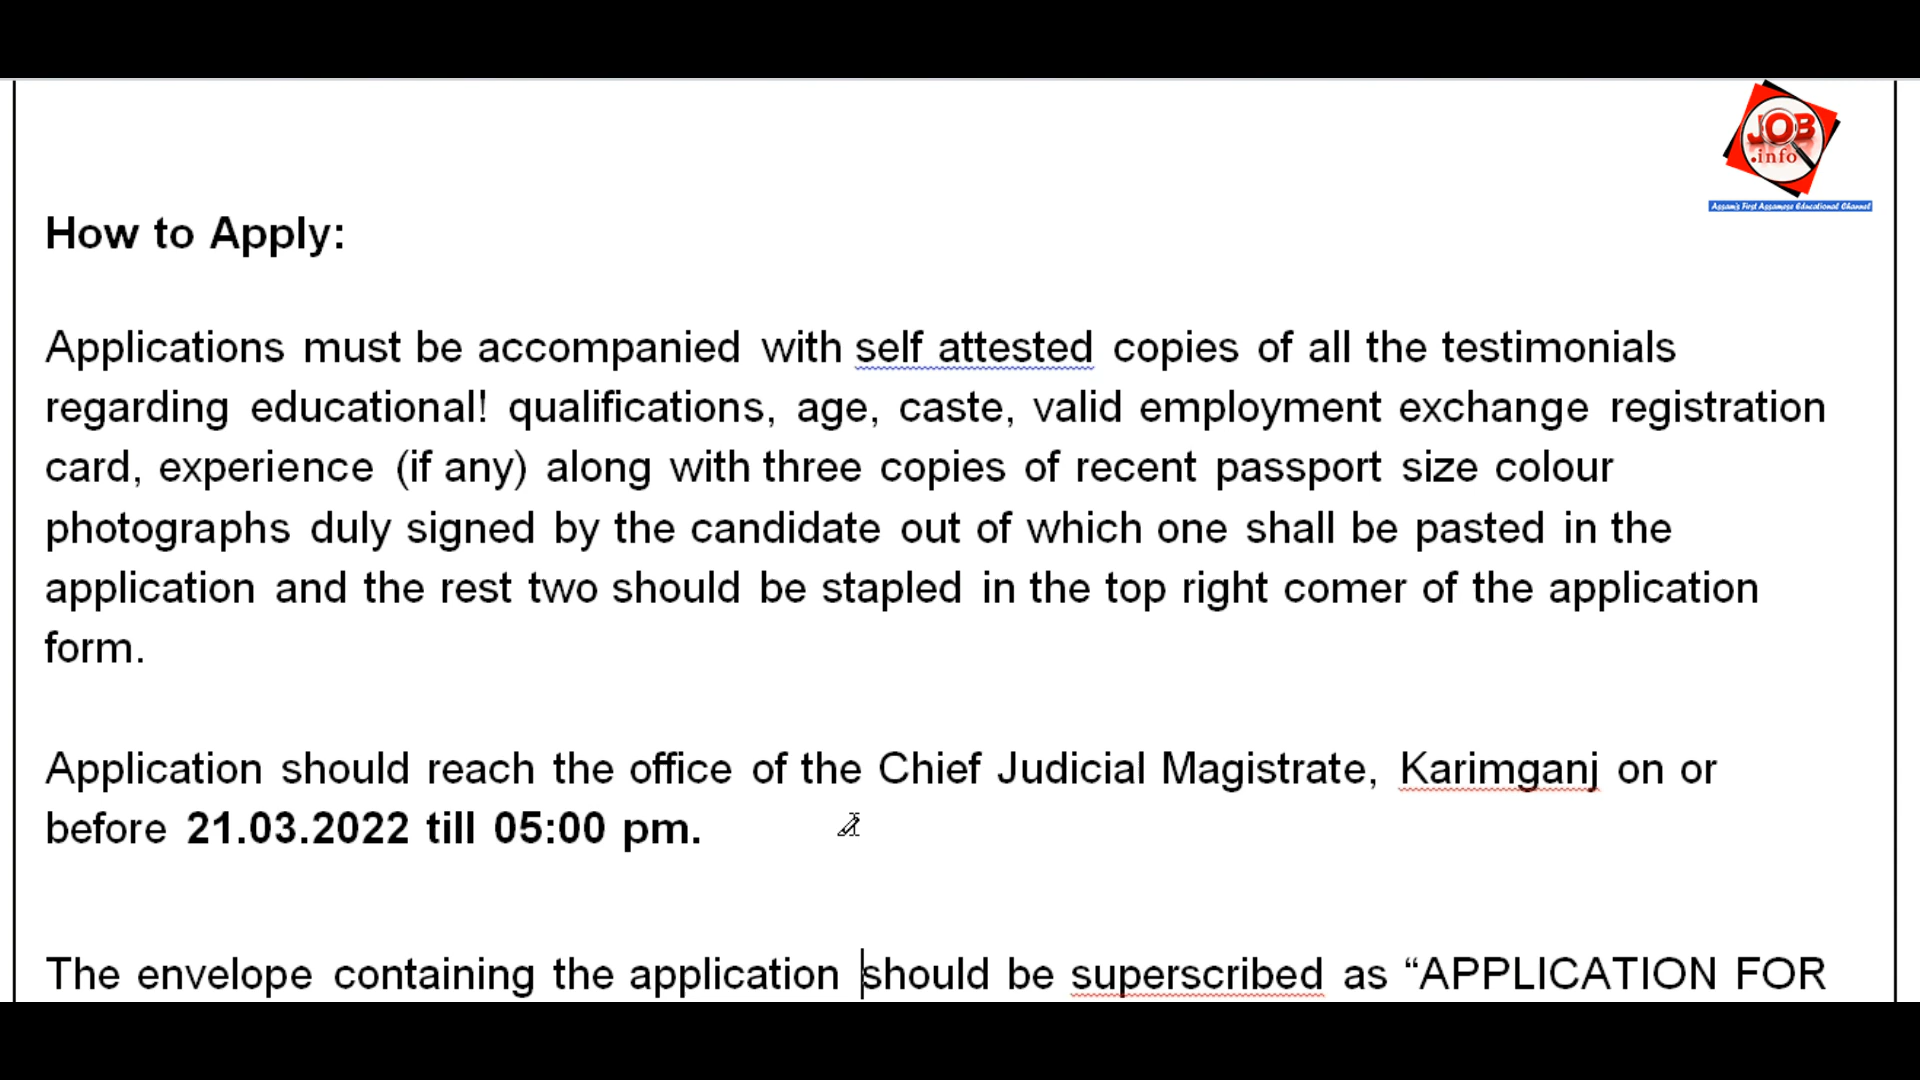 JOB
.info
Assam's First Assamese Educational Channel
How to Apply:
Applications must be accompanied with self attested copies of all the testimonials
regarding educational! qualifications, age, caste, valid employment exchange registration
card, experience (if any) along with three copies of recent passport size colour
photographs duly signed by the candidate out of which one shall be pasted in the
application and the rest two should be stapled in the top right comer of the application
form.
Application should reach the office of the Chief Judicial Magistrate, Karimganj on or
before 21.03.2022 till 05:00 pm.
The envelope containing the application should be superscribed as “APPLICATION FOR